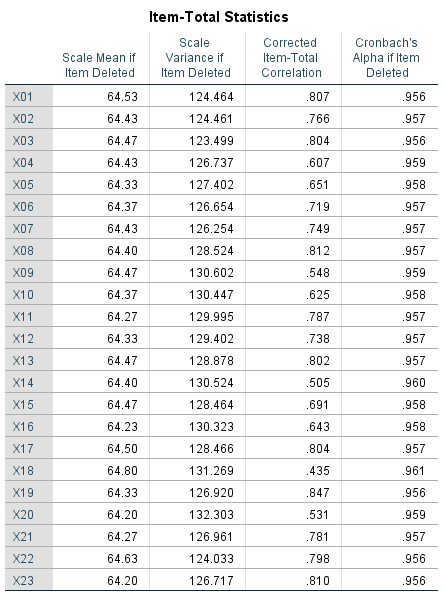 Item-Total Statistics
Scale Mean if Item Deleted	Scale Variance if Item Deleted	Corrected Item-Total Correlation	Cronbach's Alpha if Item Deleted
X01	64.53	124.464	.807	.956
X02	64.43	124.461	.766	.957
X03	64.47	123.499	.804	.956
X04	64.43	126.737	.607	.959
X05	64.33	127.402	.651	.958
X06	64.37	126.654	.719	.957
X07	64.43	126.254	.749	.957
X08	64.40	128.524	.812	.957
X09	64.47	130.602	.548	.959
X10	64.37	130.447	.625	.958
X11	64.27	129.995	.787	.957
X12	64.33	129.402	.738	.957
X13	64.47	128.878	.802	.957
X14	64.40	130.524	.505	.960
X15	64.47	128.464	.691	.958
X16	64.23	130.323	.643	.958
X17	64.50	128.466	.804	.957
X18	64.80	131.269	.435	.961
X19	64.33	126.920	.847	.956
X20	64.20	132.303	.531	.959
X21	64.27	126.961	.781	.957
X22	64.63	124.033	.798	.956
X23	64.20	126.717	.810	.956